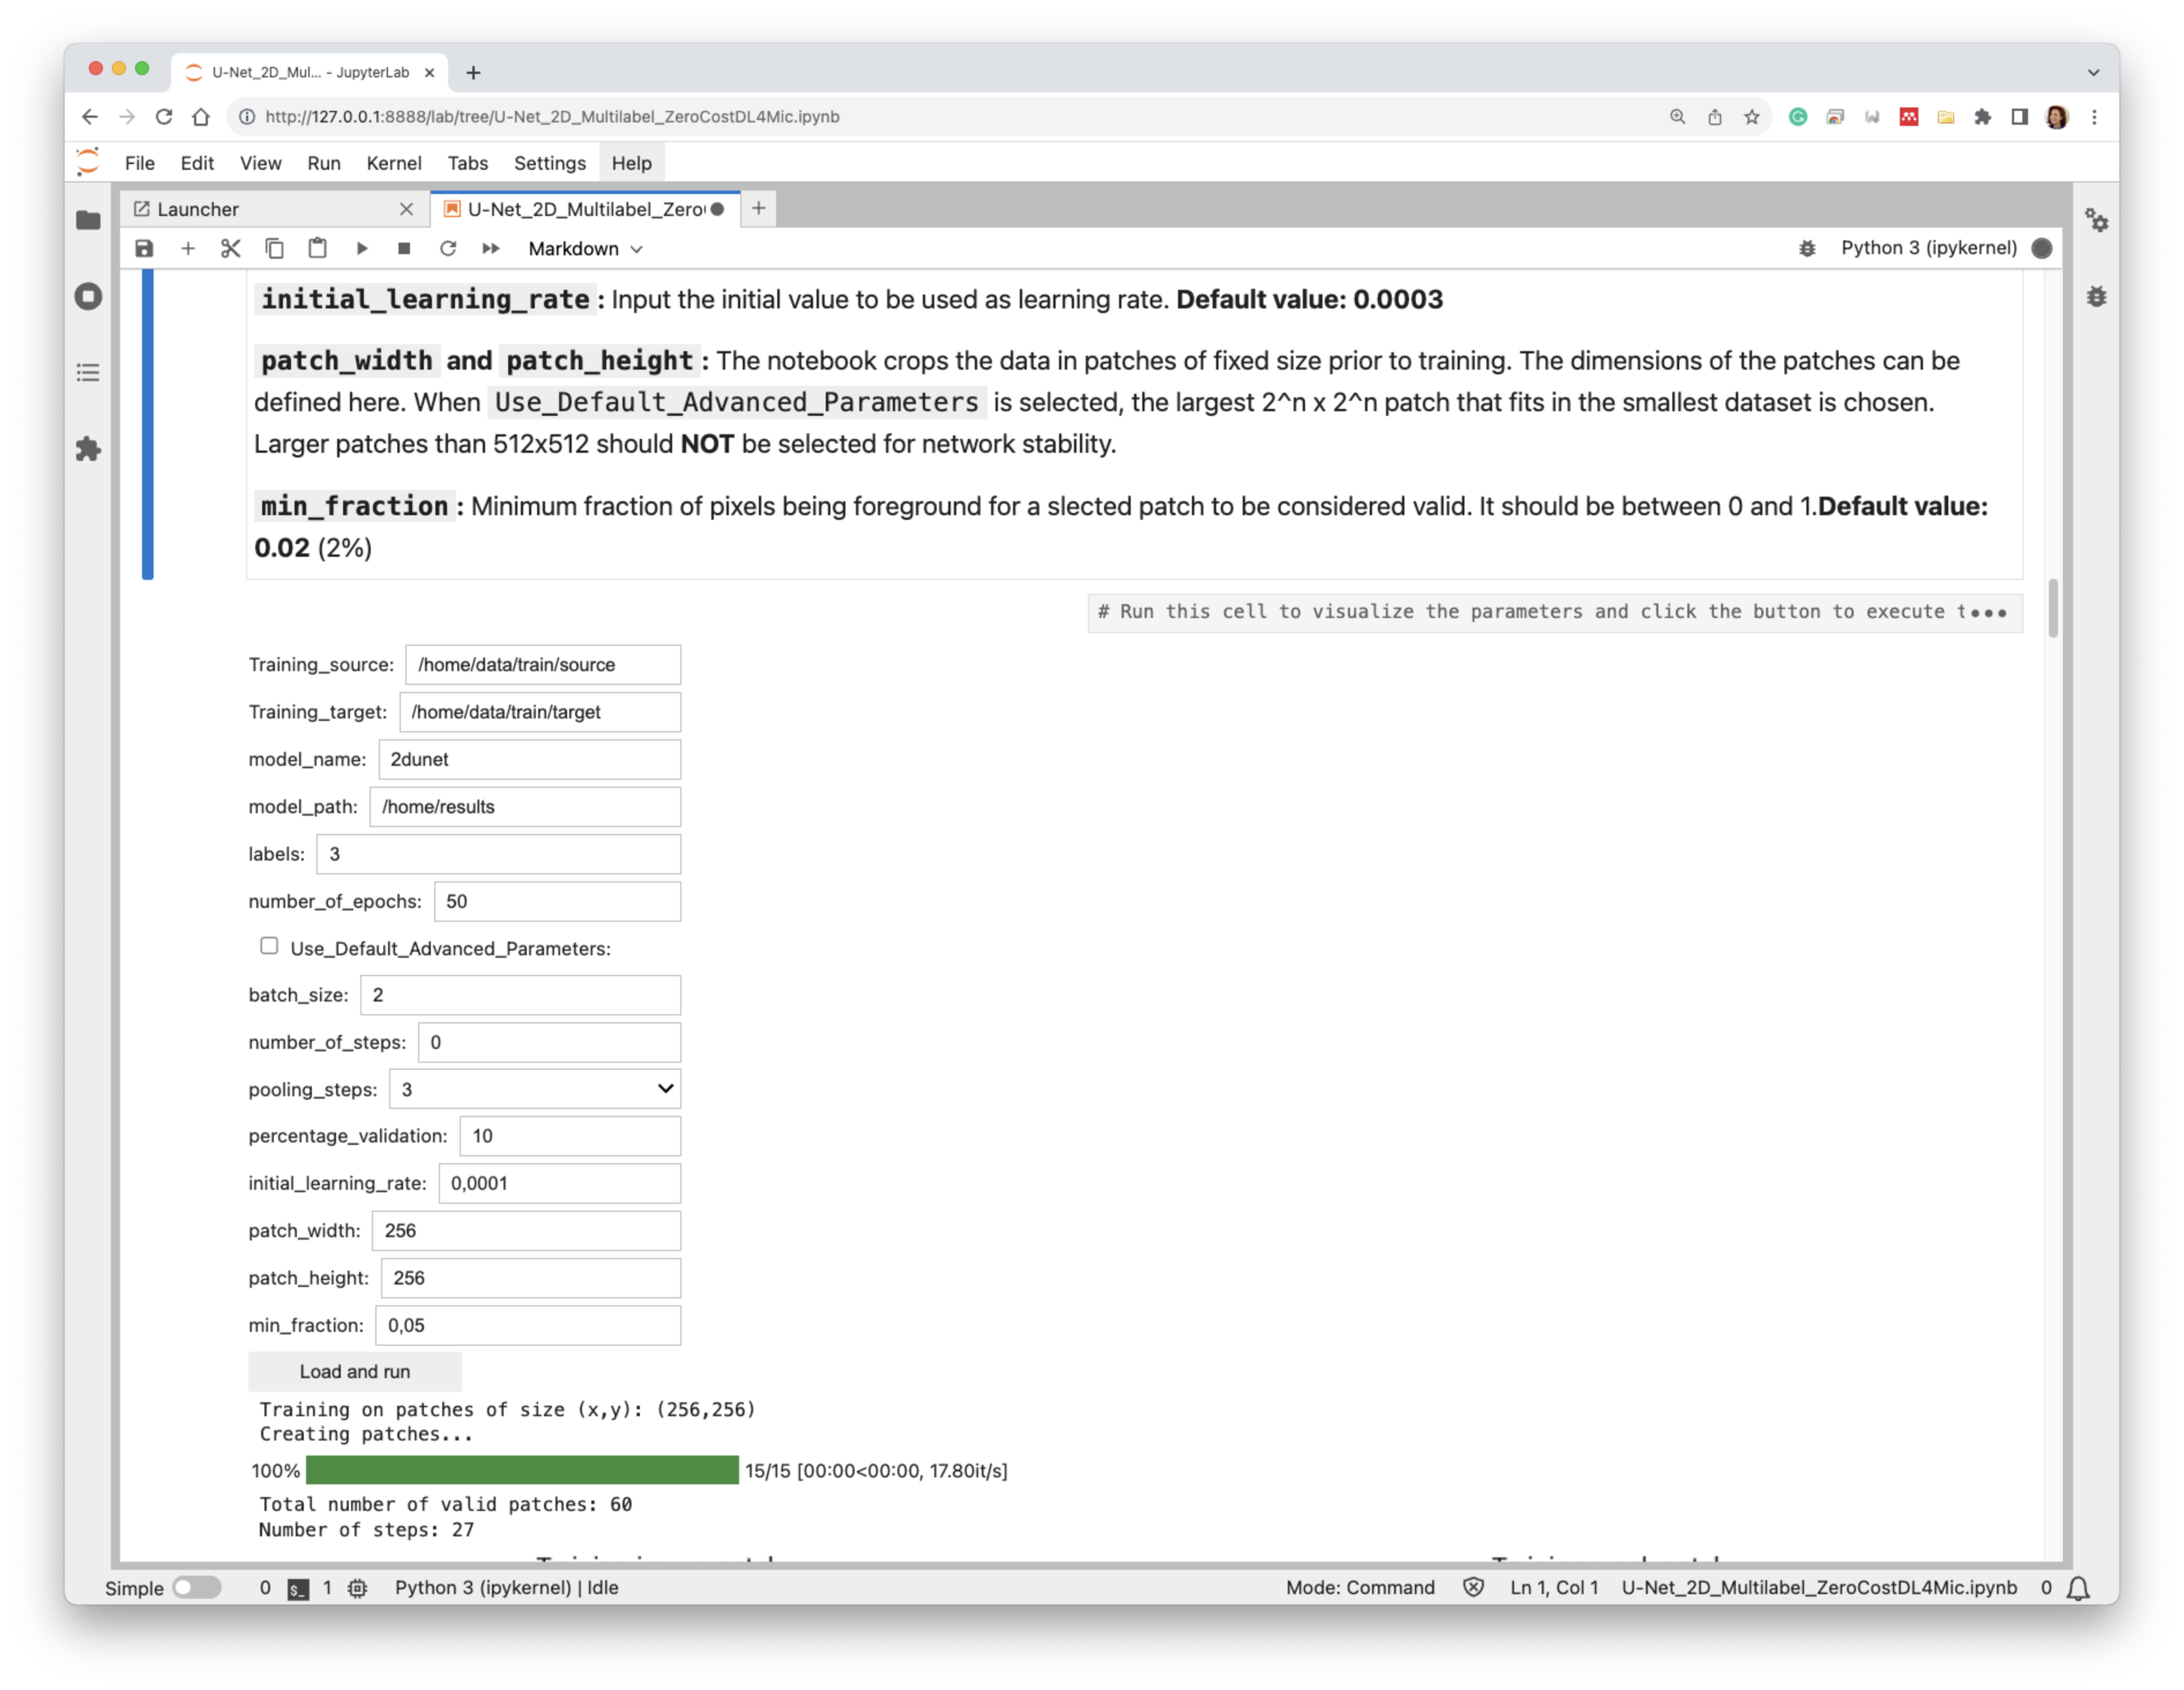 U-Net_2D_Mul... - JupyterLab
http://127.0.0.1:8888/lab/tree/U-Net_2D_Multilabel_ZeroCostDL4Mic.ipynb
File Edit View Run Kernel Tabs Settings Help
Launcher U-Net_2D_Multilabel_Zero
Markdown Python 3 (ipykernel)
initial_learning_rate : Input the initial value to be used as learning rate. Default value: 0.0003
patch_width and patch_height : The notebook crops the data in patches of fixed size prior to training. The dimensions of the patches can be
defined here. When Use_Default_Advanced_Parameters is selected, the largest 2^n x 2^n patch that fits in the smallest dataset is chosen.
Larger patches than 512x512 should NOT be selected for network stability.
min_fraction : Minimum fraction of pixels being foreground for a slected patch to be considered valid. It should be between 0 and 1.Default value:
0.02 (2%)
# Run this cell to visualize the parameters and click the button to execute t•••
Training_source: /home/data/train/source
Training_target: /home/data/train/target
model_name: 2dunet
model_path: /home/results
labels: 3
number_of_epochs: 50
Use_Default_Advanced_Parameters:
batch_size: 2
number_of_steps: 0
pooling_steps: 3
percentage_validation: 10
initial_learning_rate: 0,0001
patch_width: 256
patch_height: 256
min_fraction: 0,05
Load and run
Training on patches of size (x,y): (256,256)
Creating patches...
100% 15/15 [00:00<00:00, 17.80it/s]
Total number of valid patches: 60
Number of steps: 27
Simple 0 $_ 1 Python 3 (ipykernel) | Idle Mode: Command Ln 1, Col 1 U-Net_2D_Multilabel_ZeroCostDL4Mic.ipynb 0